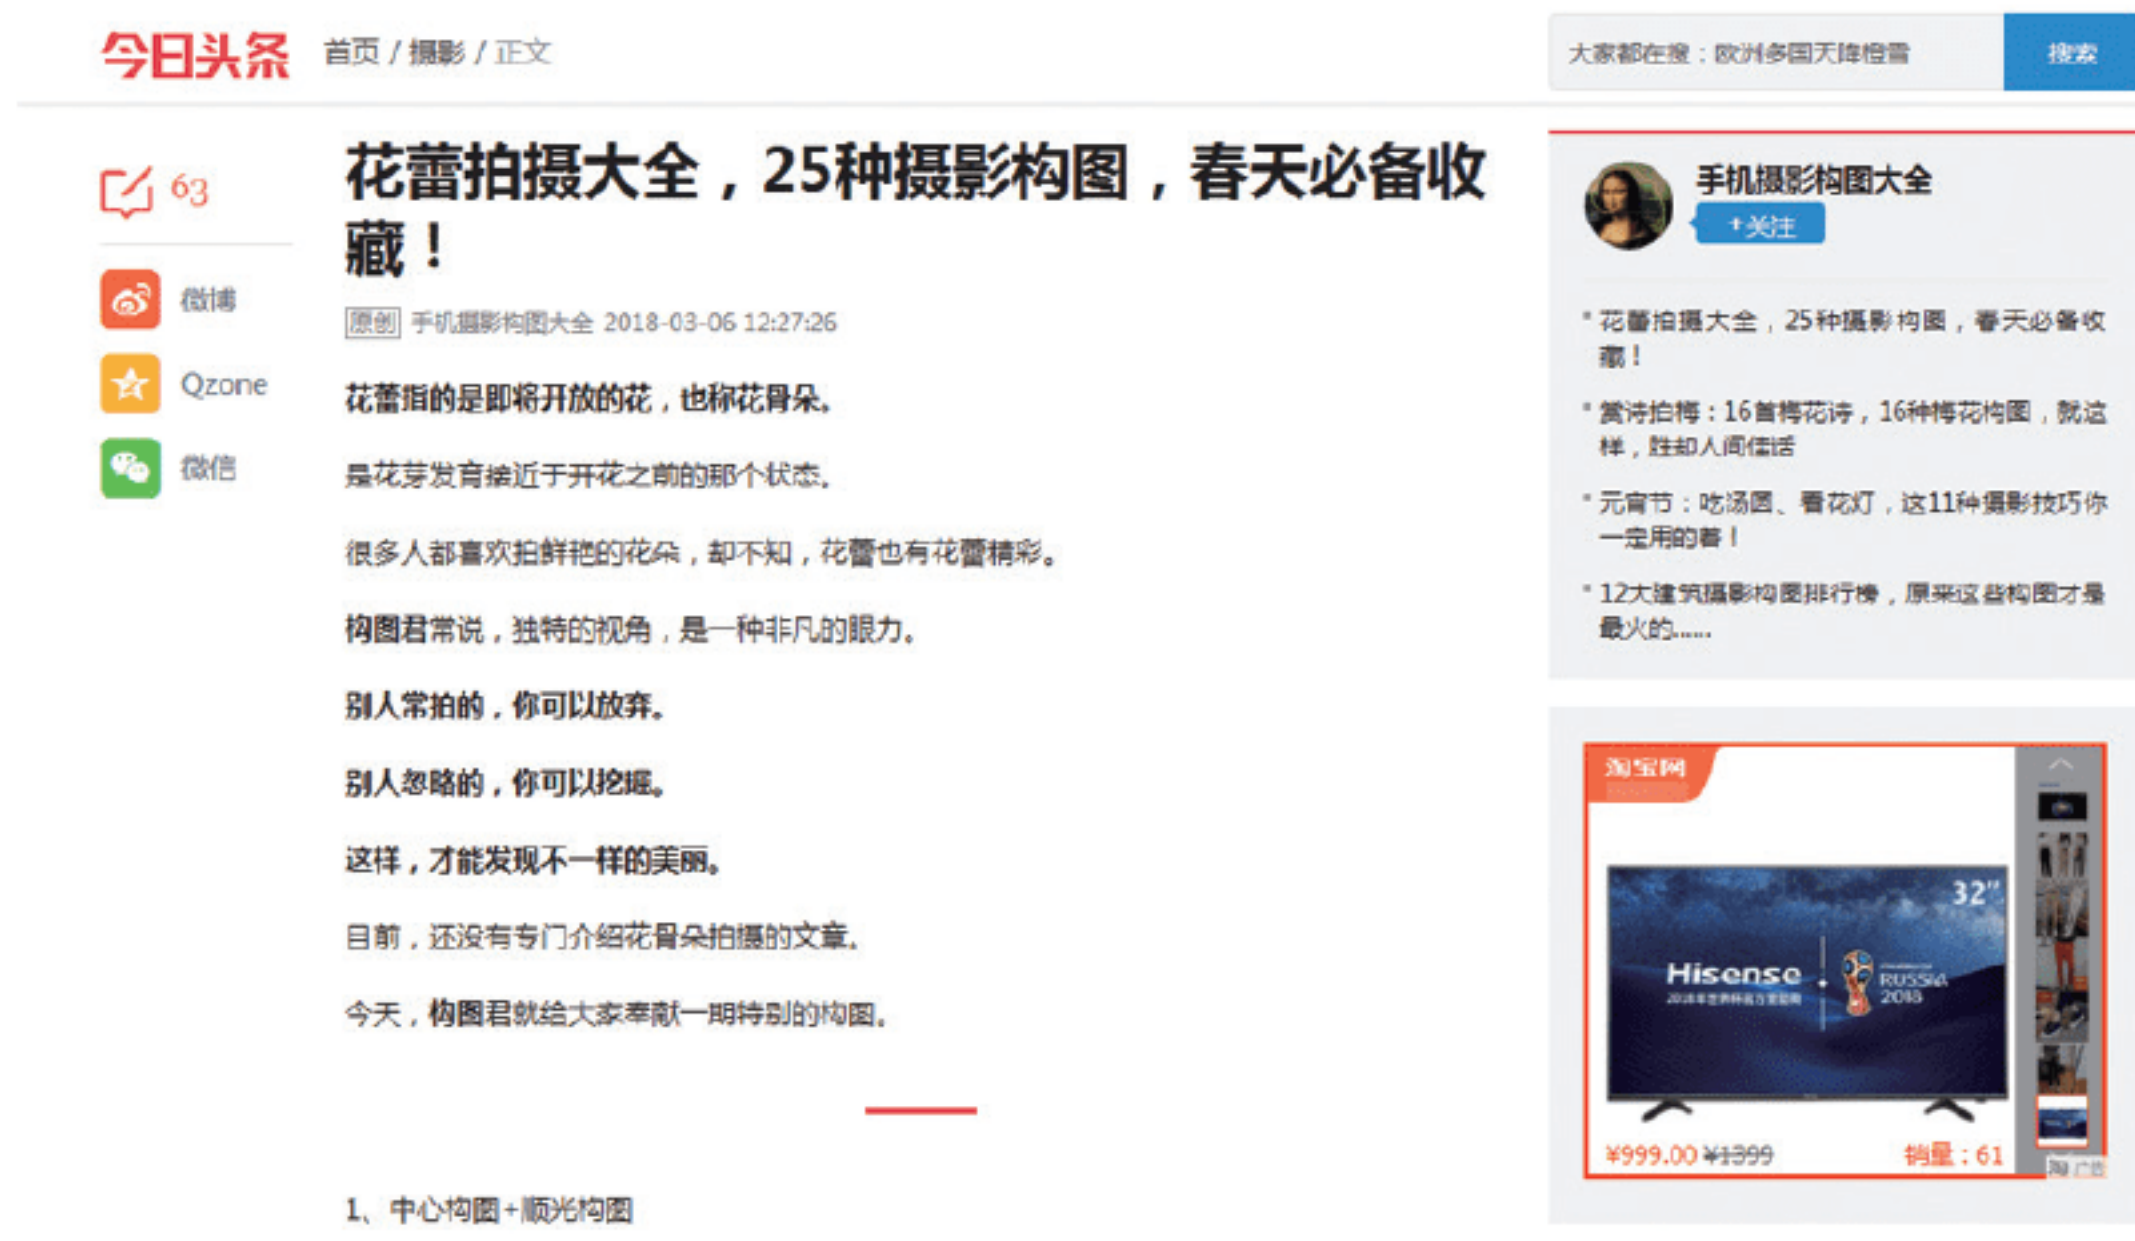 今日头条 首页 / 摄影 / 正文
大家都在搜：欧洲多国天降橙雪 搜索
63
微博
Qzone
微信
花蕾拍摄大全，25种摄影构图，春天必备收
藏！
原创 手机摄影构图大全 2018-03-06 12:27:26
花蕾指的是即将开放的花，也称花骨朵。
是花芽发育接近于开花之前的那个状态。
很多人都喜欢拍鲜艳的花朵，却不知，花蕾也有花蕾精彩。
构图君常说，独特的视角，是一种非凡的眼力。
别人常拍的，你可以放弃。
别人忽略的，你可以挖掘。
这样，才能发现不一样的美丽。
目前，还没有专门介绍花骨朵拍摄的文章。
今天，构图君就给大家奉献一期特别的构图。
1、中心构图+顺光构图
手机摄影构图大全
+关注
花蕾拍摄大全，25种摄影构图，春天必备收
藏！
赏诗拍梅：16首梅花诗，16种梅花构图，就这
样，胜却人间佳话
元宵节：吃汤圆、看花灯，这11种摄影技巧你
一定用的着！
12大建筑摄影构图排行榜，原来这些构图才是
最火的......
淘宝网
32"
Hisense
RUSSIA
2018
¥999.00 ¥1399 销量：61
淘 广告